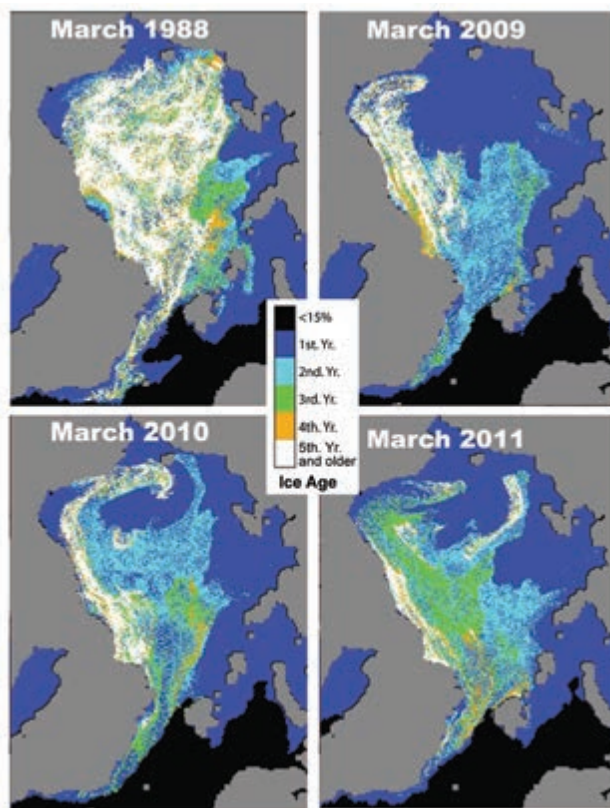 March 1988
March 2009
<15%
1st. Yr.
2nd. Yr.
3rd. Yr.
4th. Yr.
5th. Yr.
and older
Ice Age
March 2010
March 2011